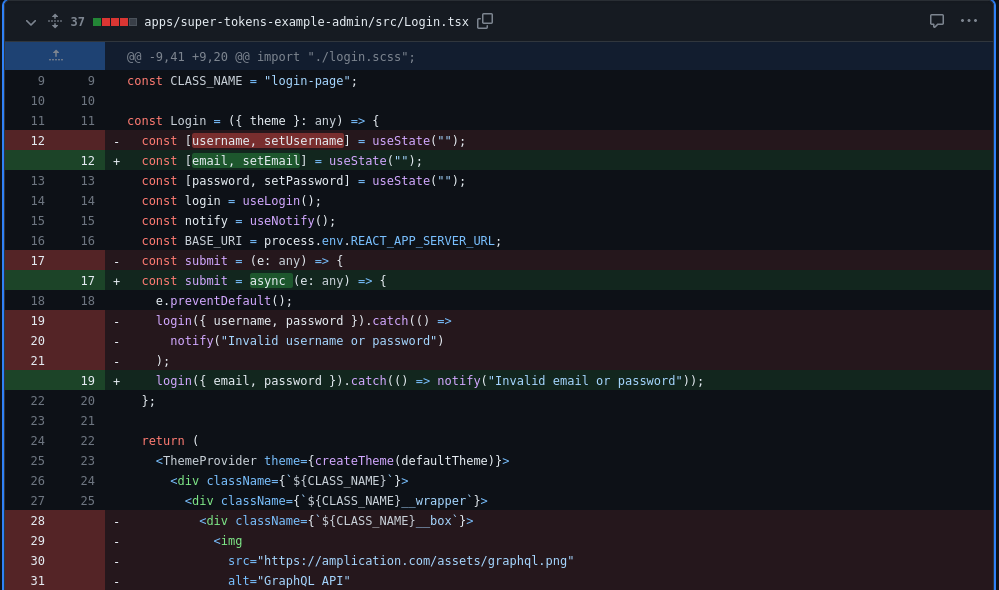 37 apps/super-tokens-example-admin/src/Login.tsx
@@ -9,41 +9,20 @@ import "./login.scss";
9 9 const CLASS_NAME = "login-page";
10 10
11 11 const Login = ({ theme }: any) => {
12 - const [username, setUsername] = useState("");
12 + const [email, setEmail] = useState("");
13 13 const [password, setPassword] = useState("");
14 14 const login = useLogin();
15 15 const notify = useNotify();
16 16 const BASE_URI = process.env.REACT_APP_SERVER_URL;
17 - const submit = (e: any) => {
17 + const submit = async (e: any) => {
18 18 e.preventDefault();
19 - login({ username, password }).catch(() =>
20 - notify("Invalid username or password")
21 - );
19 + login({ email, password }).catch(() => notify("Invalid email or password"));
22 20 };
23 21
24 22 return (
25 23 <ThemeProvider theme={createTheme(defaultTheme)}>
26 24 <div className={`${CLASS_NAME}`}>
27 25 <div className={`${CLASS_NAME}__wrapper`}>
28 - <div className={`${CLASS_NAME}__box`}>
29 - <img
30 - src="https://amplication.com/assets/graphql.png"
31 - alt="GraphQL API"